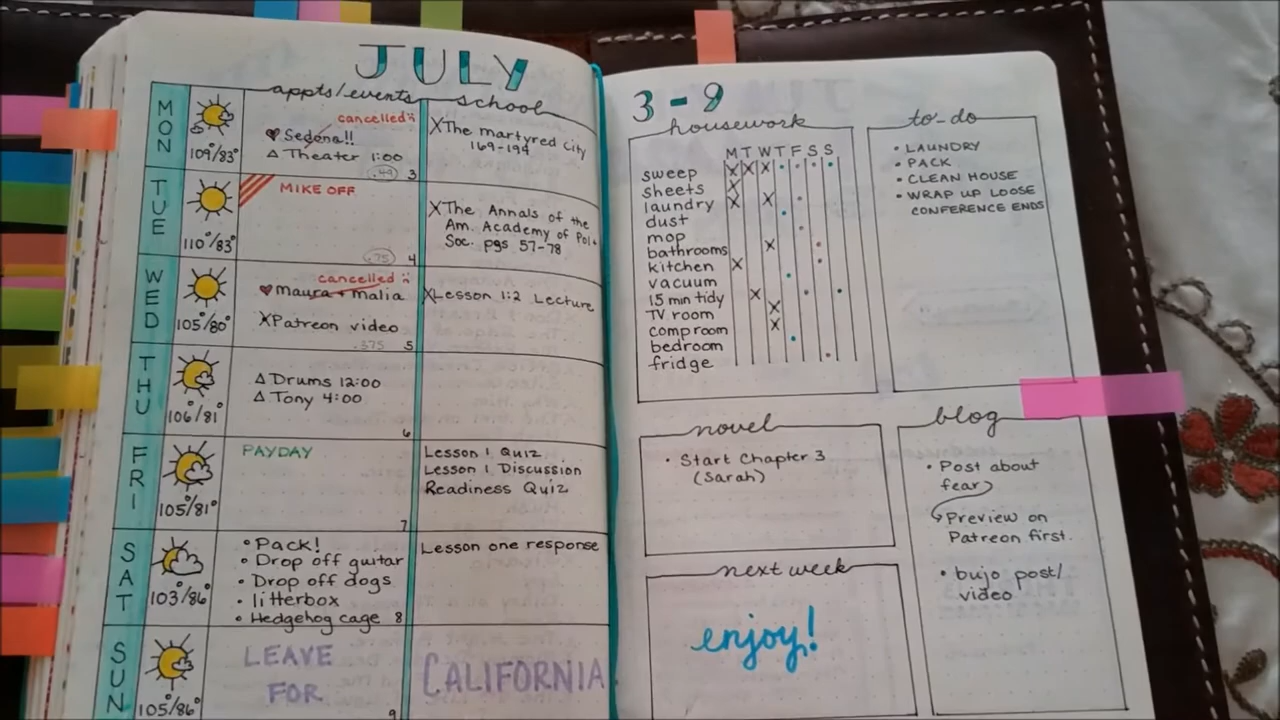 JULY
appts/events
school
MON
109°/83°
cancelled
♥ Sedona!!
Δ Theater 1:00
.49
3
X The martyred city
169-194
TUE
110°/83°
MIKE OFF
.75
4
X The Annals of the
Am. Academy of Pol +
Soc. pgs 57-78
WED
105°/80°
cancelled
♥ Maura + Malia
X Patreon video
.375
5
X Lesson 1:2 Lecture
THU
106°/81°
Δ Drums 12:00
Δ Tony 4:00
6
FRI
105°/81°
PAYDAY
7
Lesson 1 Quiz
Lesson 1 Discussion
Readiness Quiz
SAT
103°/86°
• Pack!
• Drop off guitar
• Drop off dogs
• litterbox
• Hedgehog cage
8
Lesson one response
SUN
105°/86°
LEAVE
FOR
9
CALIFORNIA
3-9
housework
M T W T F S S
sweep
sheets
laundry
dust
mop
bathrooms
kitchen
vacuum
15 min tidy
TV room
comp room
bedroom
fridge
to-do
• LAUNDRY
• PACK
• CLEAN HOUSE
• WRAP UP LOOSE
CONFERENCE ENDS
novel
• Start Chapter 3
(Sarah)
blog
• Post about
fear
Preview on
Patreon first.
• bujo post/
video
next week
enjoy!